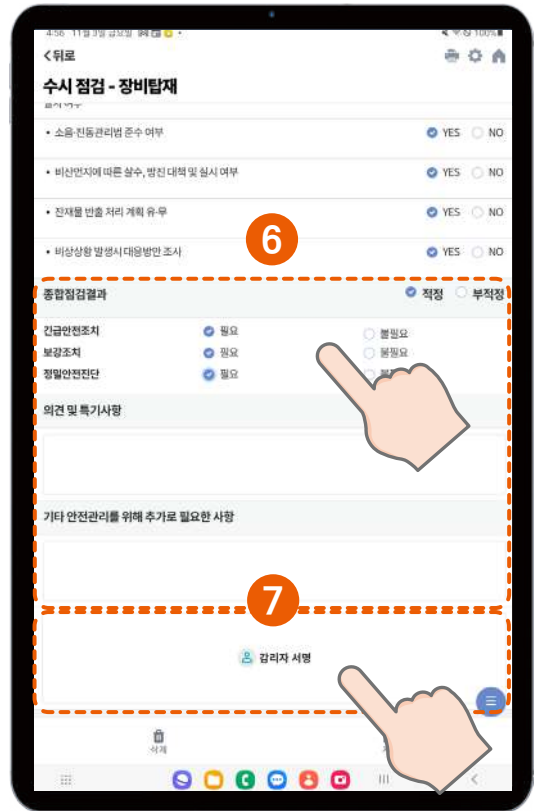 4:56 11월 3일 금요일
100%
뒤로
수시 점검 - 장비탑재
• 소음·진동관리법 준수 여부 YES NO
• 비산먼지에 따른 살수, 방진 대책 및 실시 여부 YES NO
• 잔재물 반출 처리 계획 유·무 YES NO
6
• 비상상황 발생시 대응방안 조사 YES NO
종합점검결과 적정 부적정
긴급안전조치 필요 불필요
보강조치 필요 불필요
정밀안전진단 필요
의견 및 특기사항
기타 안전관리를 위해 추가로 필요한 사항
7
감리자 서명
삭제